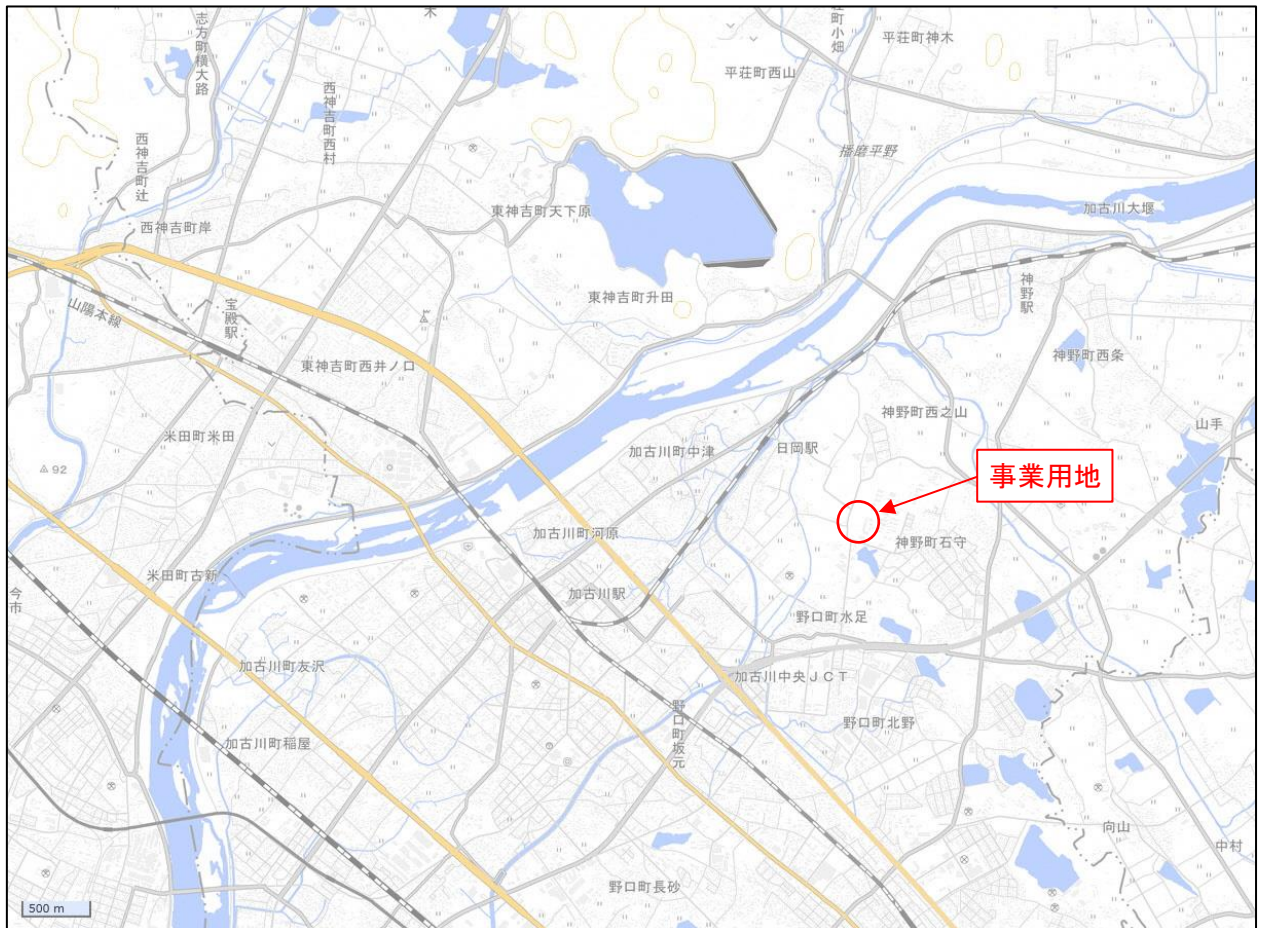 志方町横大路
木
平荘町小畑
平荘町神木
平荘町西山
西神吉町西村
西神吉町辻
播磨平野
東神吉町天下原
加古川大堰
西神吉町岸
神野駅
東神吉町升田
山陽本線
宝殿駅
東神吉町西井ノ口
神野町西条
神野町西之山
山手
米田町米田
加古川町中津
日岡駅
92
事業用地
加古川町河原
神野町石守
米田町古新
今市
加古川駅
野口町水足
加古川町友沢
加古川中央JCT
野口町坂元
野口町北野
加古川町稲屋
向山
中村
野口町長砂
500 m